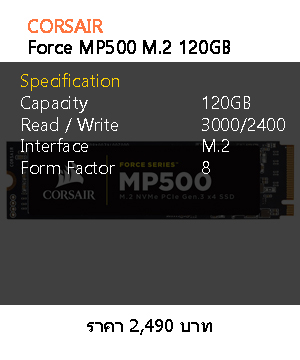 CORSAIR
Force MP500 M.2 120GB
Specification
Capacity 120GB
Read / Write 3000/2400
Interface M.2
Form Factor 8
FORCE SERIES™
MP500
CORSAIR
M.2 NVMe PCIe Gen.3 x4 SSD
ราคา 2,490 บาท